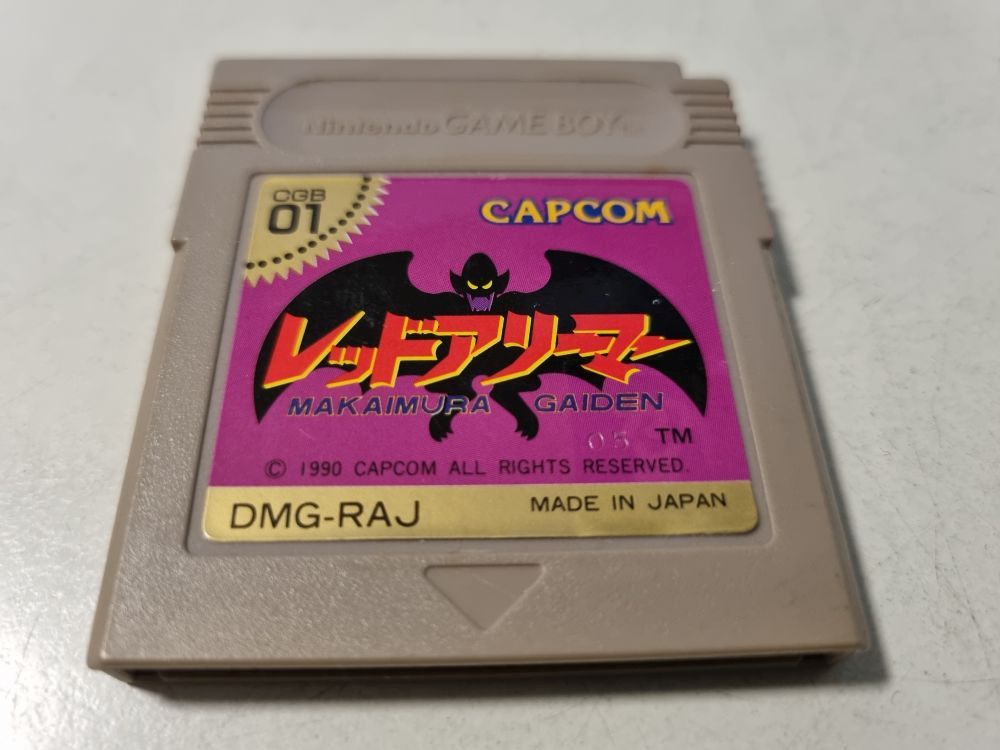 Nintendo GAME BOY
CGB
01
CAPCOM
レッドアリーマー
MAKAIMURA GAIDEN
05 TM
© 1990 CAPCOM ALL RIGHTS RESERVED.
DMG-RAJ
MADE IN JAPAN